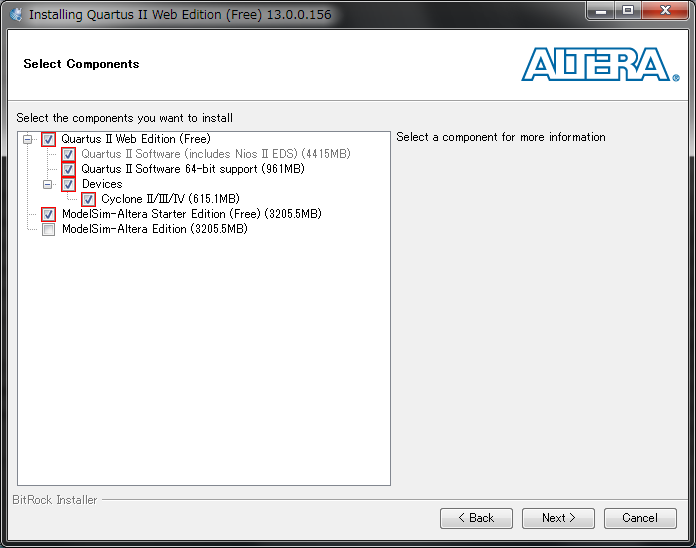 Installing Quartus II Web Edition (Free) 13.0.0.156
Select Components
ALTERA®
Select the components you want to install
Quartus II Web Edition (Free)
Quartus II Software (includes Nios II EDS) (4415MB)
Quartus II Software 64-bit support (961MB)
Devices
Cyclone II/III/IV (615.1MB)
ModelSim-Altera Starter Edition (Free) (3205.5MB)
ModelSim-Altera Edition (3205.5MB)
Select a component for more information
BitRock Installer
< Back
Next >
Cancel